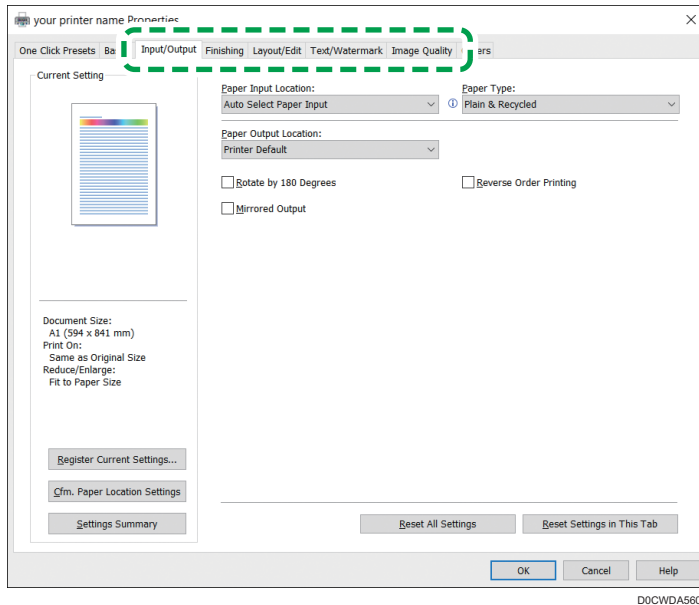 your printer name Properties
One Click Presets Ba Input/Output Finishing Layout/Edit Text/Watermark Image Quality ers
Current Setting
Paper Input Location:
Paper Type:
Auto Select Paper Input
Plain & Recycled
Paper Output Location:
Printer Default
Rotate by 180 Degrees
Reverse Order Printing
Mirrored Output
Document Size:
A1 (594 x 841 mm)
Print On:
Same as Original Size
Reduce/Enlarge:
Fit to Paper Size
Register Current Settings...
Cfm. Paper Location Settings
Settings Summary
Reset All Settings
Reset Settings in This Tab
OK
Cancel
Help
D0CWDA560